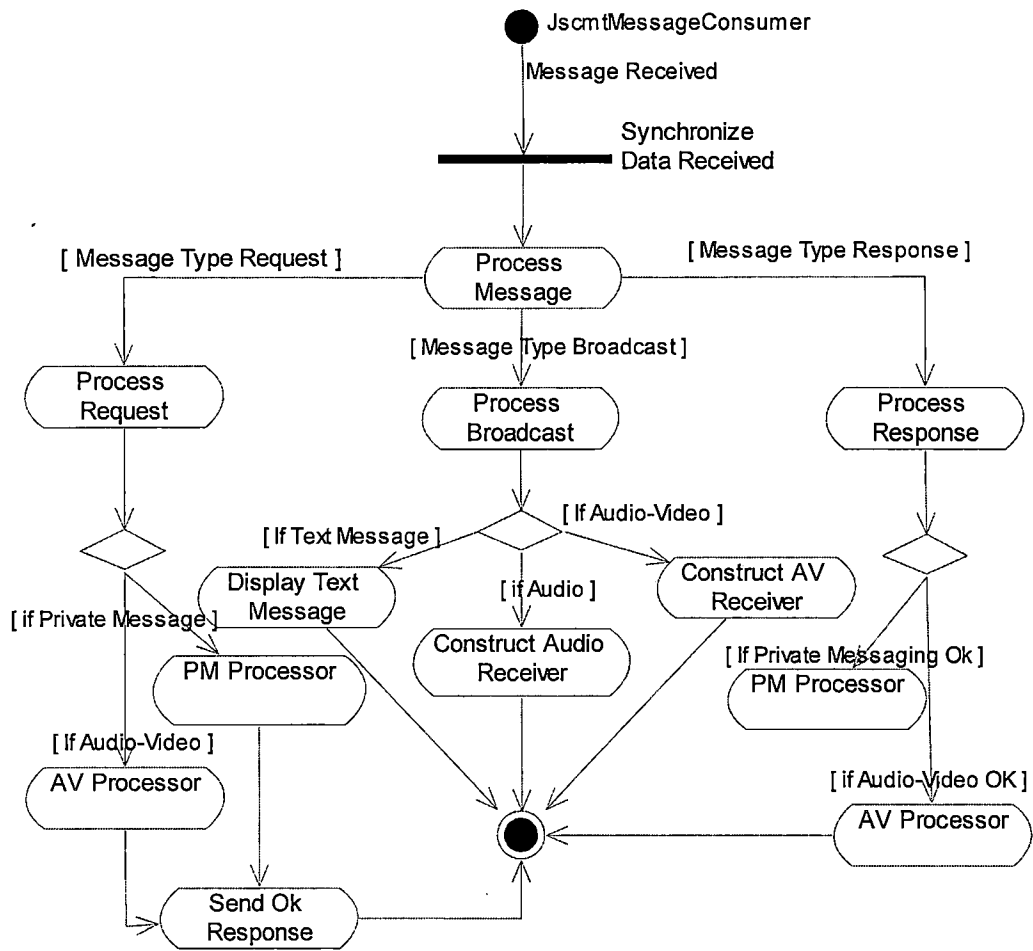 JscmtMessageConsumer
Message Received
Synchronize
Data Received
[ Message Type Request ]
Process
Message
[ Message Type Response ]
[ Message Type Broadcast ]
Process
Request
Process
Broadcast
Process
Response
[ If Text Message ]
[ If Audio-Video ]
Display Text
Message
[ if Audio ]
Construct AV
Receiver
[ if Private Message ]
Construct Audio
Receiver
[ If Private Messaging Ok ]
PM Processor
PM Processor
[ If Audio-Video ]
AV Processor
[ if Audio-Video OK ]
AV Processor
Send Ok
Response